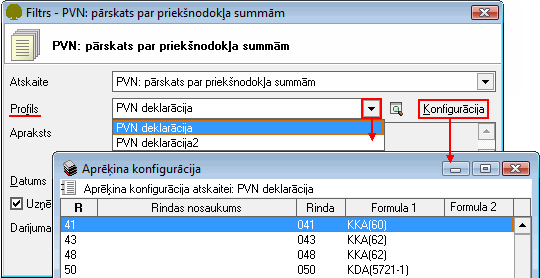 Filtrs - PVN: pārskats par priekšnodokļa summām
PVN: pārskats par priekšnodokļa summām
Atskaite PVN: pārskats par priekšnodokļa summām
Profils PVN deklarācija Konfigurācija
PVN deklarācija
Apraksts PVN deklarācija2
Aprēķina konfigurācija
Datums Aprēķina konfigurācija atskaitei: PVN deklarācija
Uzņē R Rindas nosaukums Rinda Formula 1 Formula 2
Darījuma 41 041 KKA(60)
43 043 KKA(62)
48 048 KKA(62)
50 050 KDA(5721-1)